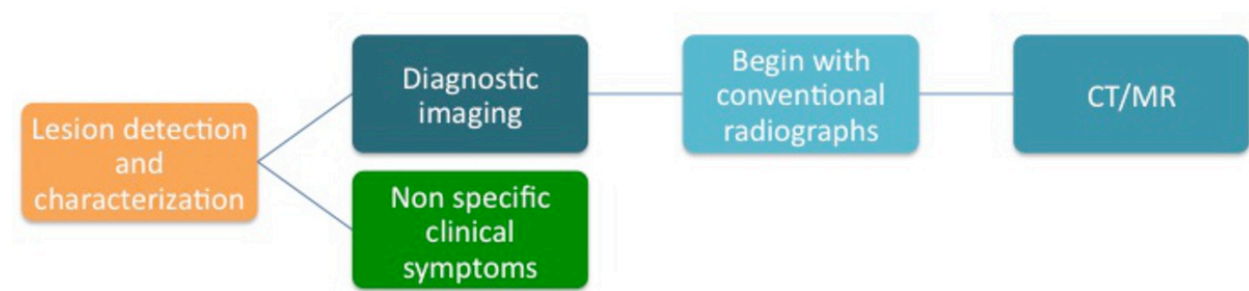 Lesion detection
and
characterization
Diagnostic
imaging
Begin with
conventional
radiographs
CT/MR
Non specific
clinical
symptoms